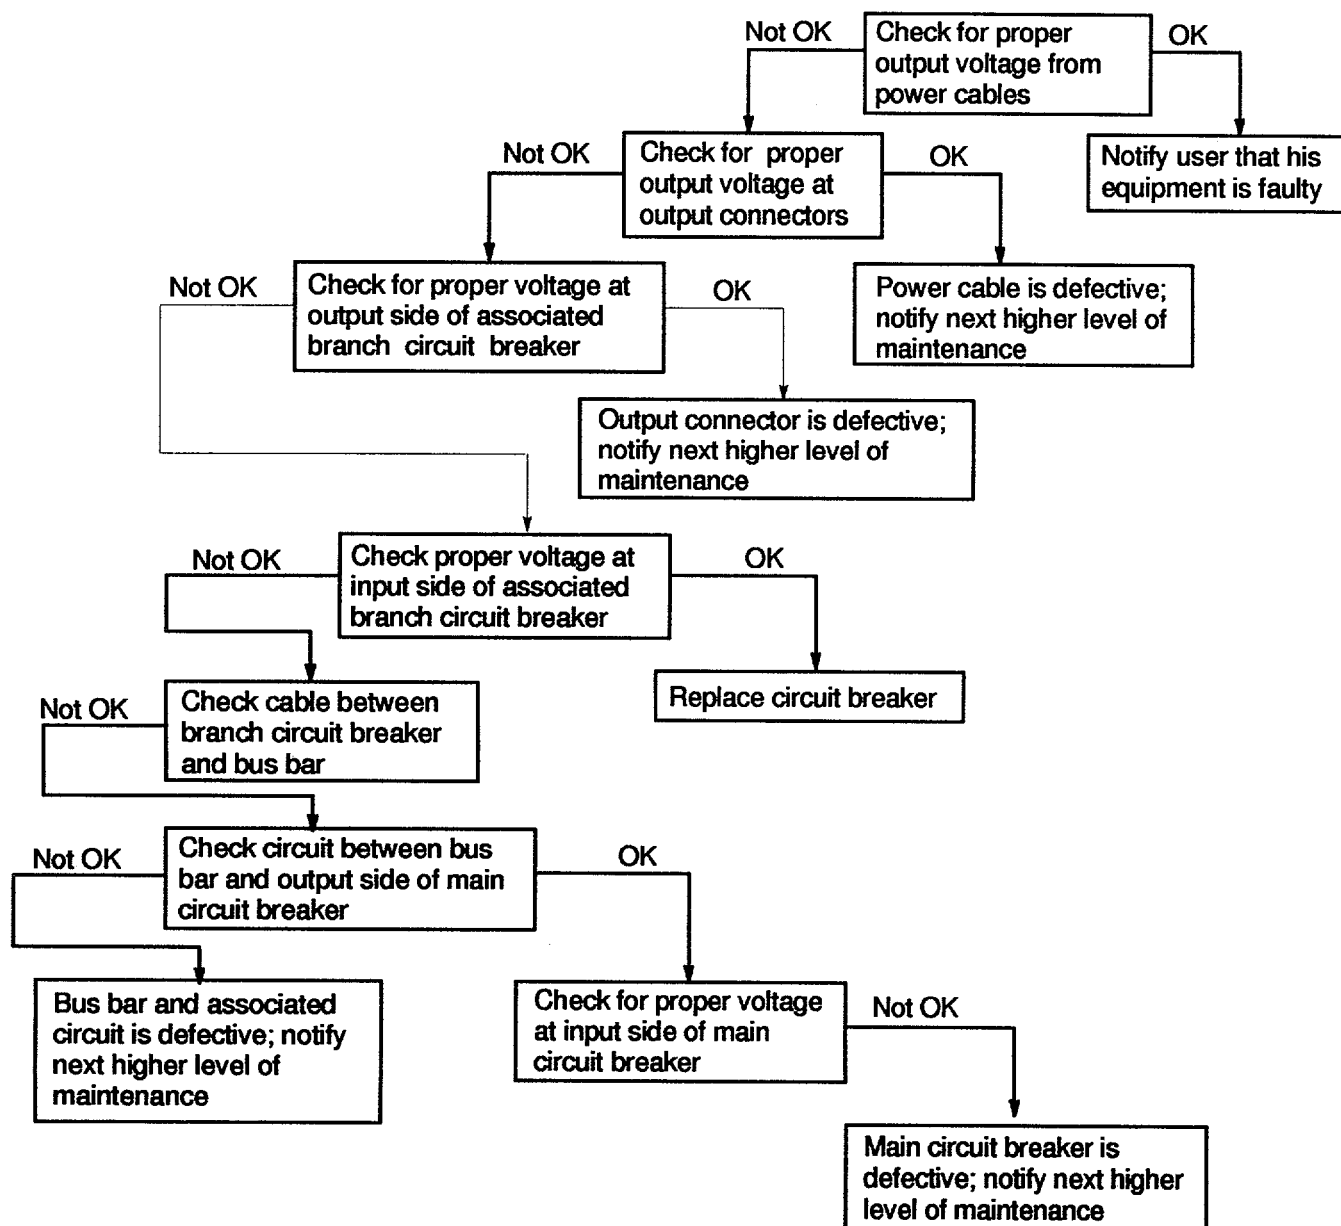 Not OK
Check for proper
output voltage from
power cables
OK
Not OK
Check for proper
output voltage at
output connectors
OK
Notify user that his
equipment is faulty
Not OK
Check for proper voltage at
output side of associated
branch circuit breaker
OK
Power cable is defective;
notify next higher level of
maintenance
Output connector is defective;
notify next higher level of
maintenance
Not OK
Check proper voltage at
input side of associated
branch circuit breaker
OK
Not OK
Check cable between
branch circuit breaker
and bus bar
Replace circuit breaker
Not OK
Check circuit between bus
bar and output side of main
circuit breaker
OK
Bus bar and associated
circuit is defective; notify
next higher level of
maintenance
Check for proper voltage
at input side of main
circuit breaker
Not OK
Main circuit breaker is
defective; notify next higher
level of maintenance